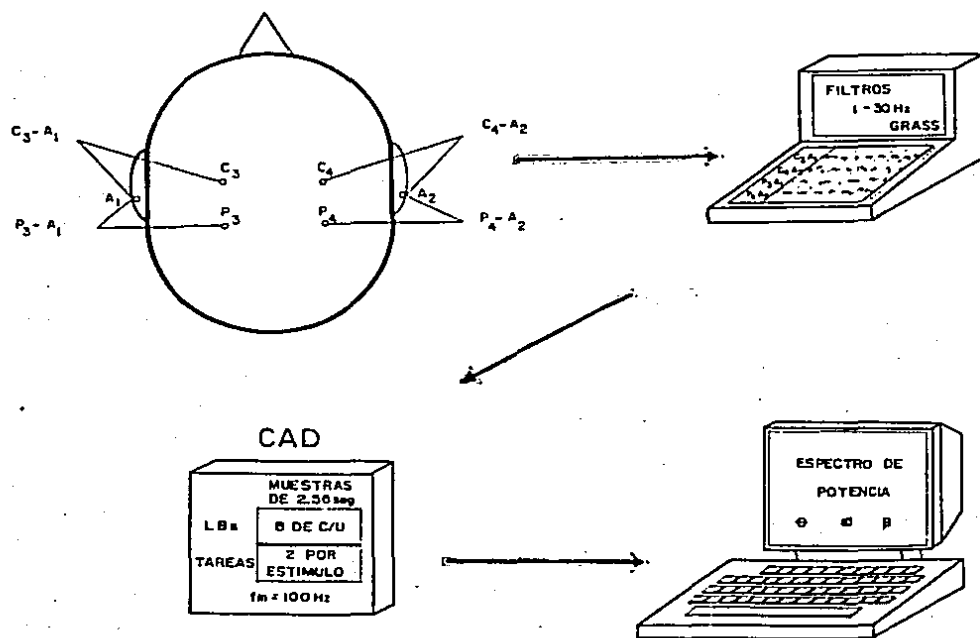 C3-A1
C4-A2
C3
C4
A1
A2
P3
P4
P3-A1
P4-A2
FILTROS
1-30 Hz
GRASS
CAD
MUESTRAS
DE 2.56 seg
LBs
8 DE C/U
TAREAS
2 POR
ESTIMULO
fm = 100 Hz
ESPECTRO DE
POTENCIA